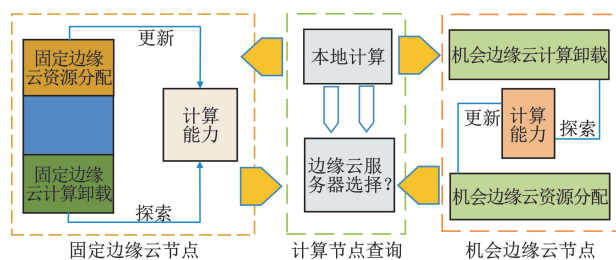 更新
固定边缘
云资源分配
计算
能力
固定边缘
云计算卸载
探索
固定边缘云节点
本地计算
边缘云服
务器选择?
计算节点查询
机会边缘云计算卸载
更新
计算
能力
探索
机会边缘云资源分配
机会边缘云节点